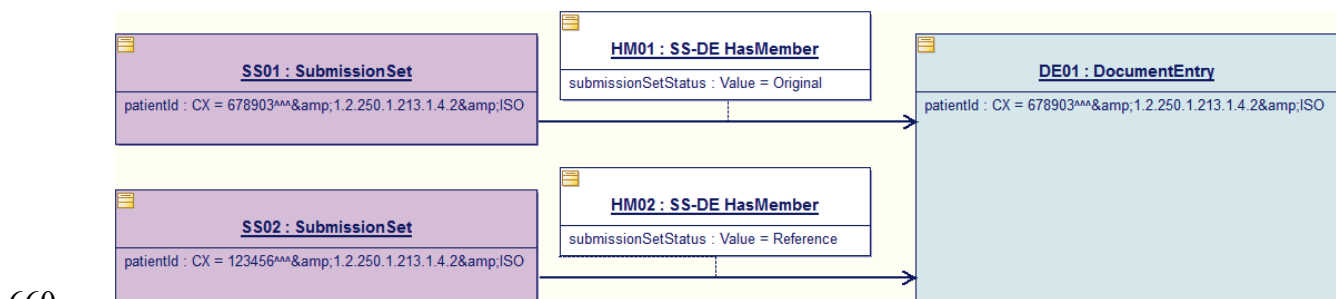 SS01 : SubmissionSet
patientId : CX = 678903^^^&amp;1.2.250.1.213.1.4.2&amp;ISO
HM01 : SS-DE HasMember
submissionSetStatus : Value = Original
DE01 : DocumentEntry
patientId : CX = 678903^^^&amp;1.2.250.1.213.1.4.2&amp;ISO
SS02 : SubmissionSet
patientId : CX = 123456^^^&amp;1.2.250.1.213.1.4.2&amp;ISO
HM02 : SS-DE HasMember
submissionSetStatus : Value = Reference